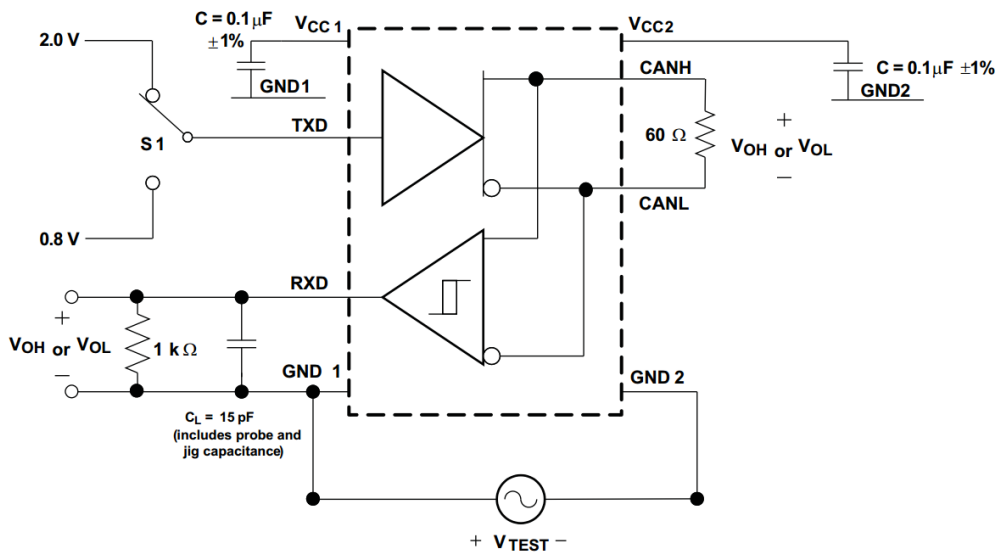 C = 0.1 µF
±1%
VCC 1
VCC2
2.0 V
GND1
CANH
C = 0.1µF ±1%
GND2
TXD
S 1
60 Ω
+
VOH or VOL
−
CANL
0.8 V
RXD
+
VOH or VOL
−
1 k Ω
GND 1
GND 2
CL = 15 pF
(includes probe and
jig capacitance)
+ VTEST −